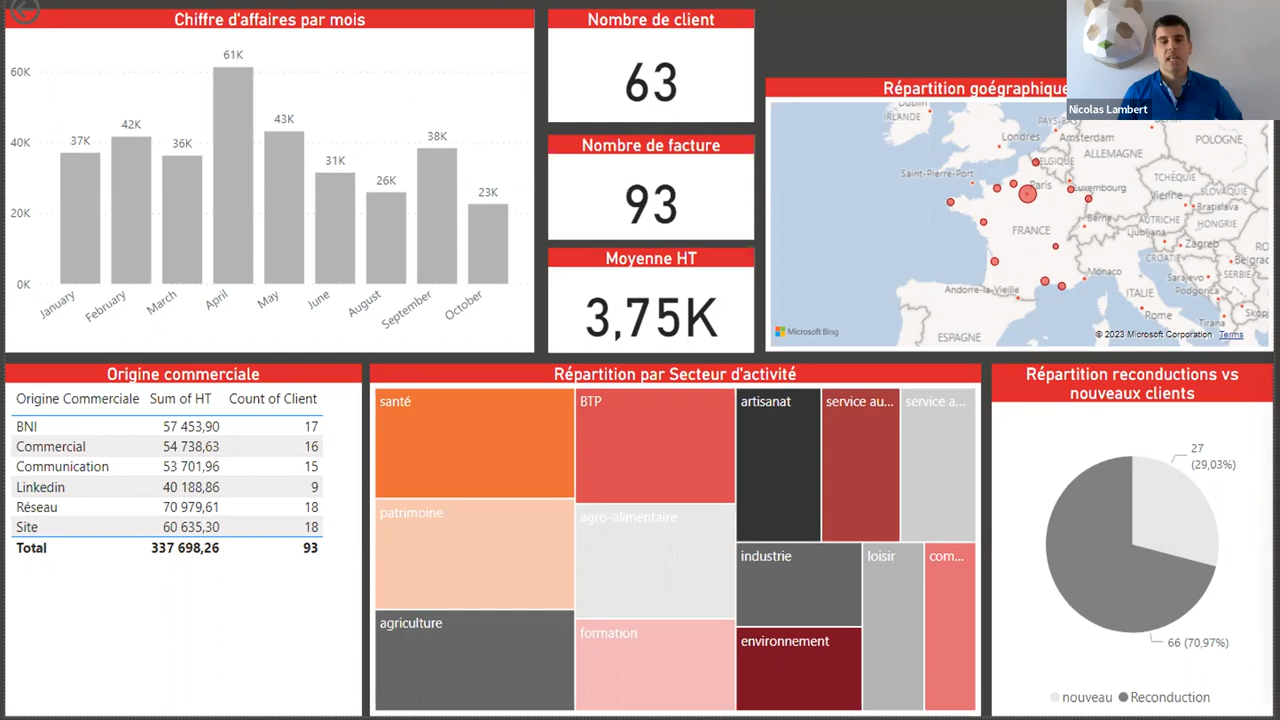 Chiffre d'affaires par mois
61K
60K
37K
42K
36K
43K
31K
26K
38K
23K
40K
20K
0K
January
February
March
April
May
June
August
September
October
Nombre de client
63
Nombre de facture
93
Moyenne HT
3,75K
Répartition goégraphique
Nicolas Lambert
Dublin
IRLANDE
Londres
PAYS-BAS
Amsterdam
POLOGNE
BELGIQUE
ALLEMAGNE
Saint-Pierre-Port
Paris
Luxembourg
TCHÉQUIE
Vienne
SLOVAQUIE
Bratislava
FRANCE
Berne
AUTRICHE
HONGRIE
Ljubljana
Zagreb
RO
CROATIE
Belgrade
Monaco
Sarajevo
SERBIE
Andorre-la-Vieille
ITALIE
Podgorica
Rome
Skop
Tirana
ESPAGNE
Microsoft Bing
© 2023 Microsoft Corporation Terms
Origine commerciale
Origine Commerciale Sum of HT Count of Client
BNI 57 453,90 17
Commercial 54 738,63 16
Communication 53 701,96 15
Linkedin 40 188,86 9
Réseau 70 979,61 18
Site 60 635,30 18
Total 337 698,26 93
Répartition par Secteur d'activité
santé
BTP
artisanat
service au...
service a...
patrimoine
agro-alimentaire
industrie
loisir
com...
agriculture
formation
environnement
Répartition reconductions vs
nouveaux clients
27
(29,03%)
66 (70,97%)
nouveau Reconduction